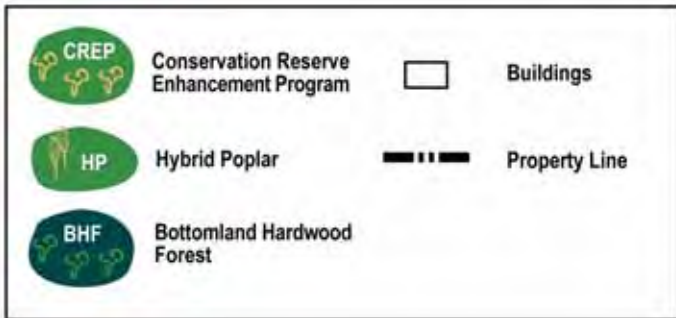 CREP
Conservation Reserve
Enhancement Program
Buildings
HP
Hybrid Poplar
Property Line
BHF
Bottomland Hardwood
Forest